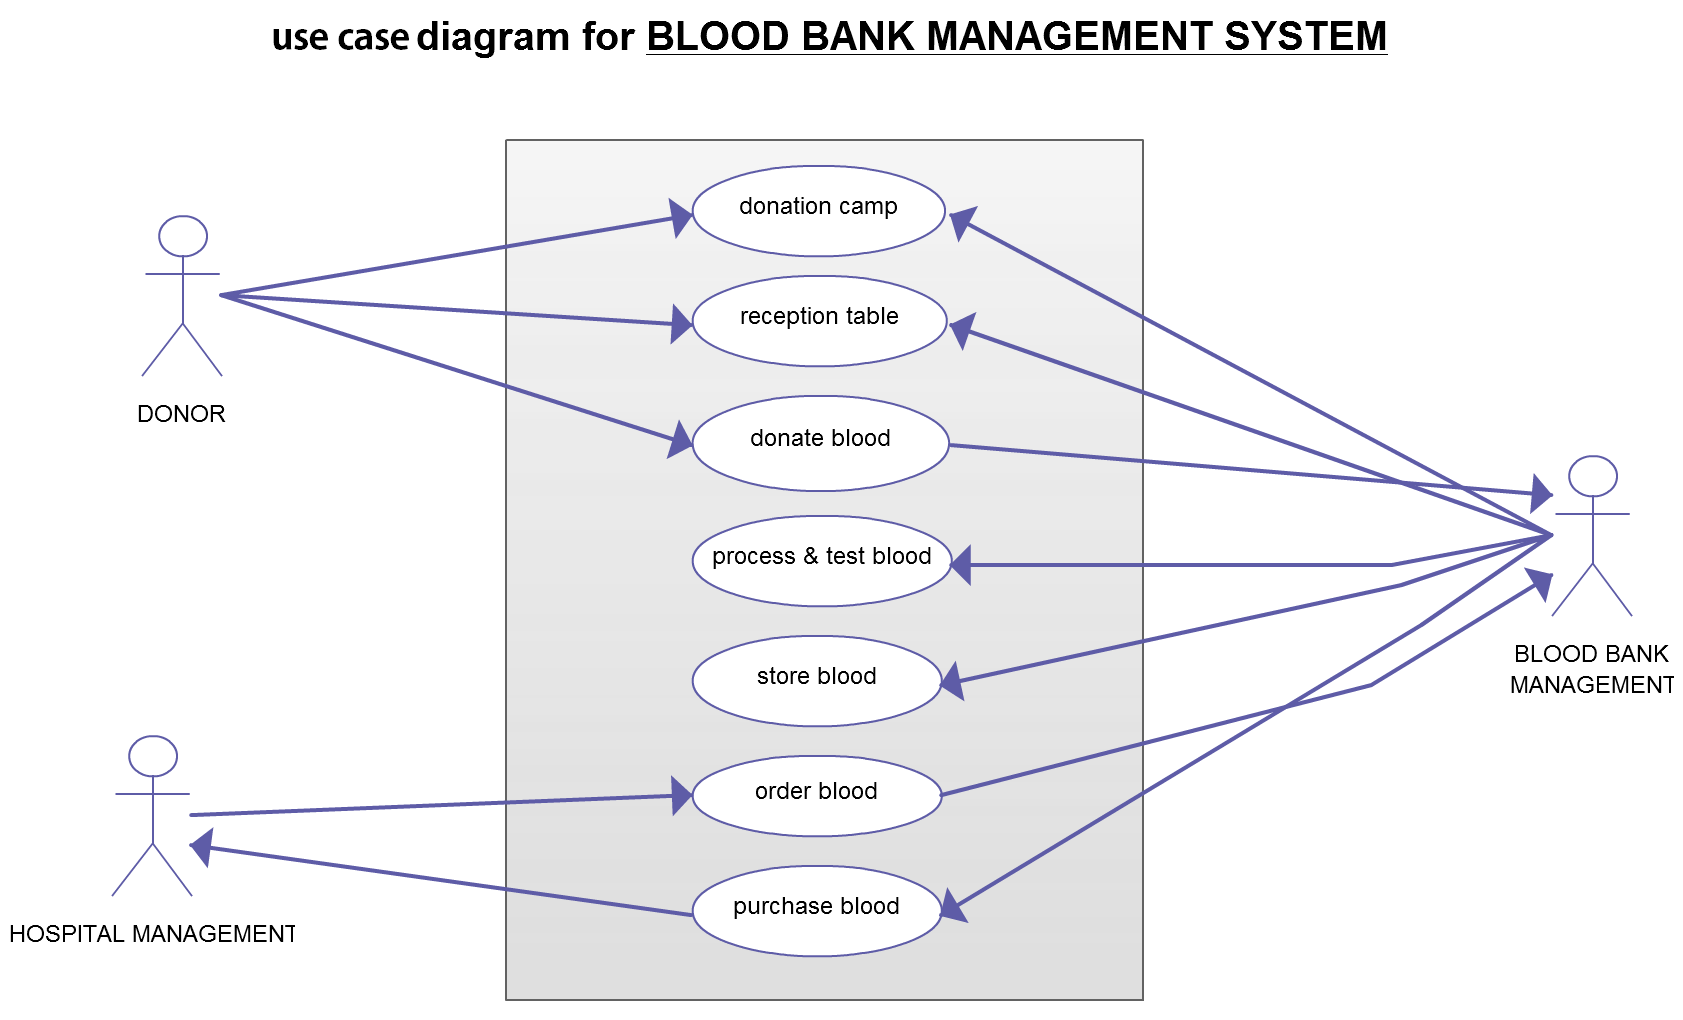 use case diagram for BLOOD BANK MANAGEMENT SYSTEM
donation camp
reception table
DONOR
donate blood
process & test blood
BLOOD BANK
MANAGEMENT
store blood
order blood
purchase blood
HOSPITAL MANAGEMENT